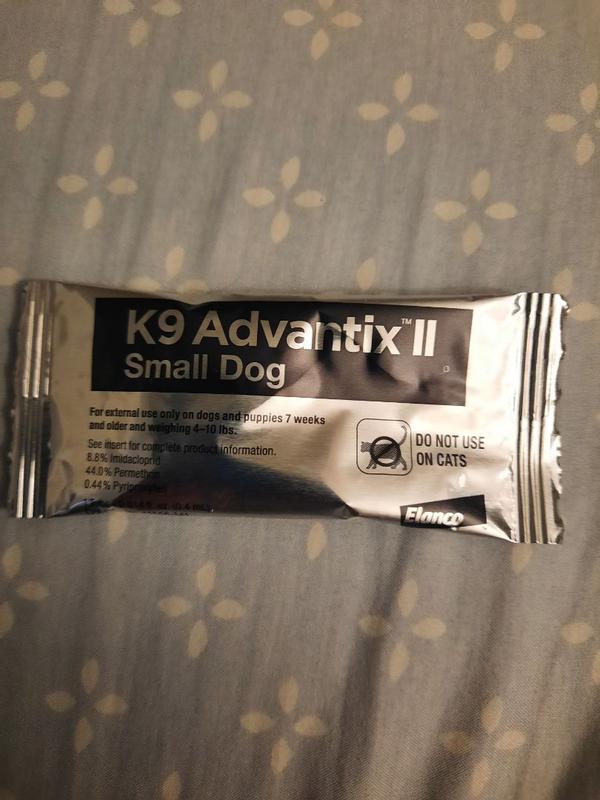 K9 Advantix™ II
Small Dog
For external use only on dogs and puppies 7 weeks
and older and weighing 4–10 lbs.
See insert for complete product information.
8.8% Imidacloprid
44.0% Permethrin
0.44% Pyriproxyfen
DO NOT USE
ON CATS
Elanco